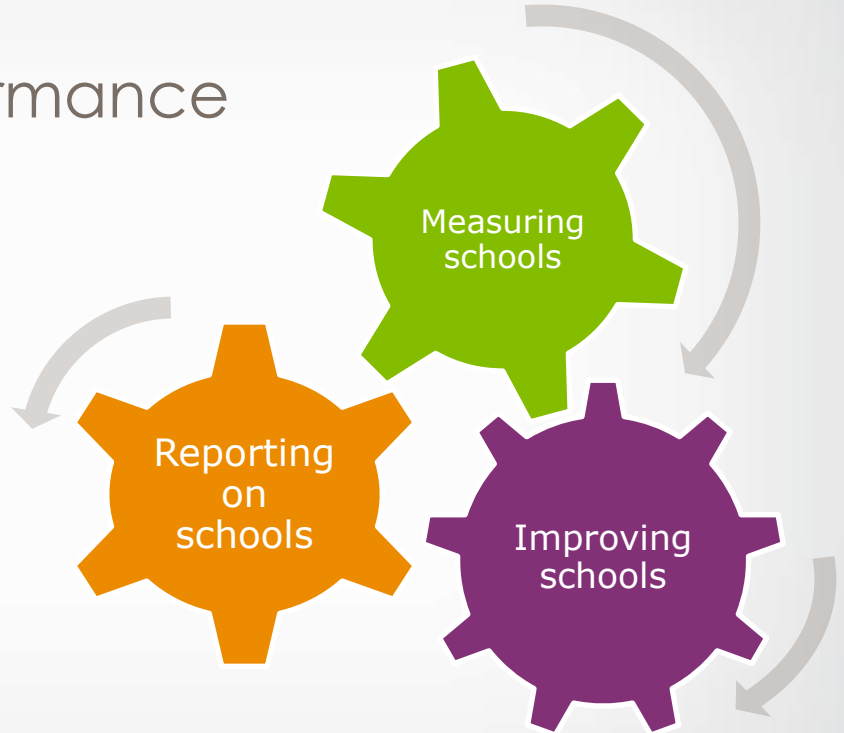 rmance
Measuring
schools
Reporting
on
schools
Improving
schools